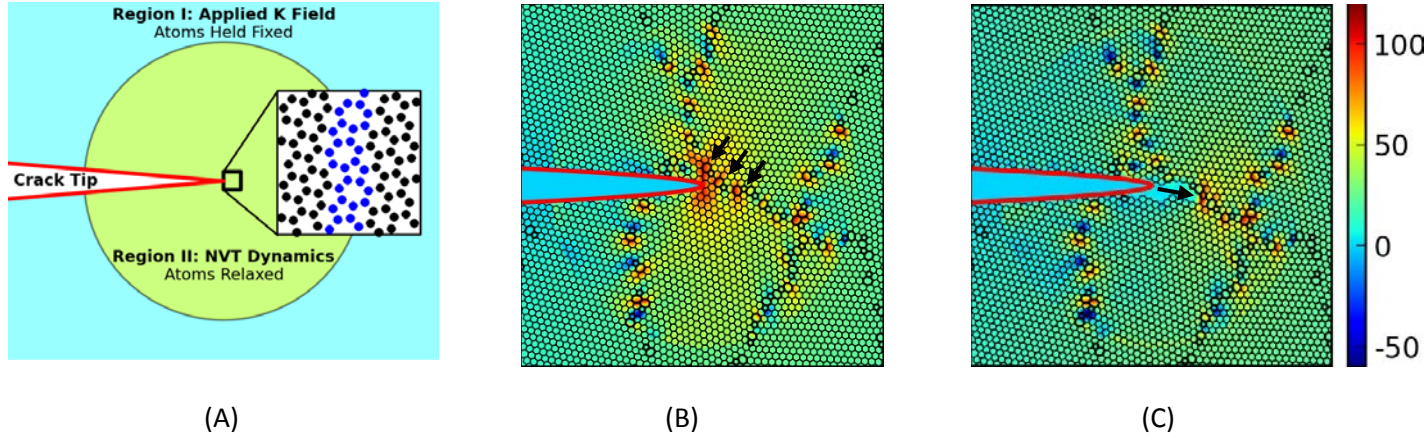 Region I: Applied K Field
Atoms Held Fixed
Crack Tip
Region II: NVT Dynamics
Atoms Relaxed
100
50
0
-50
(A)
(B)
(C)